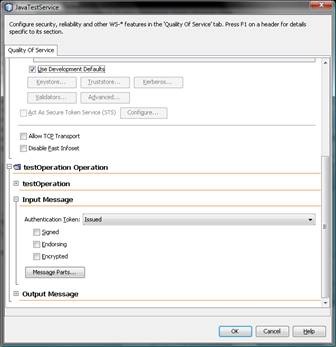 JavaTestService
Configure security, reliability and other WS-* features in the 'Quality Of Service' tab. Press F1 on a header for details
specific to its section.
Quality Of Service
Use Development Defaults
Keystore... Truststore... Kerberos...
Validators... Advanced...
Act As Secure Token Service (STS) Configure...
Allow TCP Transport
Disable Fast Infoset
testOperation Operation
testOperation
Input Message
Authentication Token: Issued
Signed
Endorsing
Encrypted
Message Parts...
Output Message
OK Cancel Help